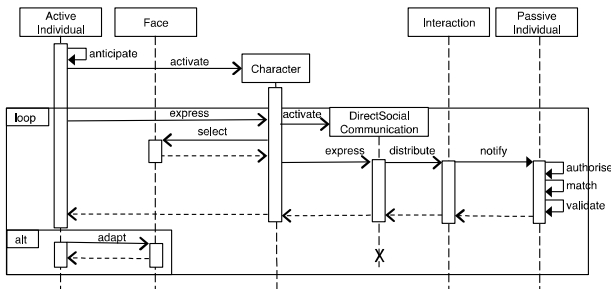 Active
Individual
Face
Interaction
Passive
Individual
anticipate
activate
Character
loop
express
activate
DirectSocial
Communication
select
express
distribute
notify
authorise
match
validate
alt
adapt
X